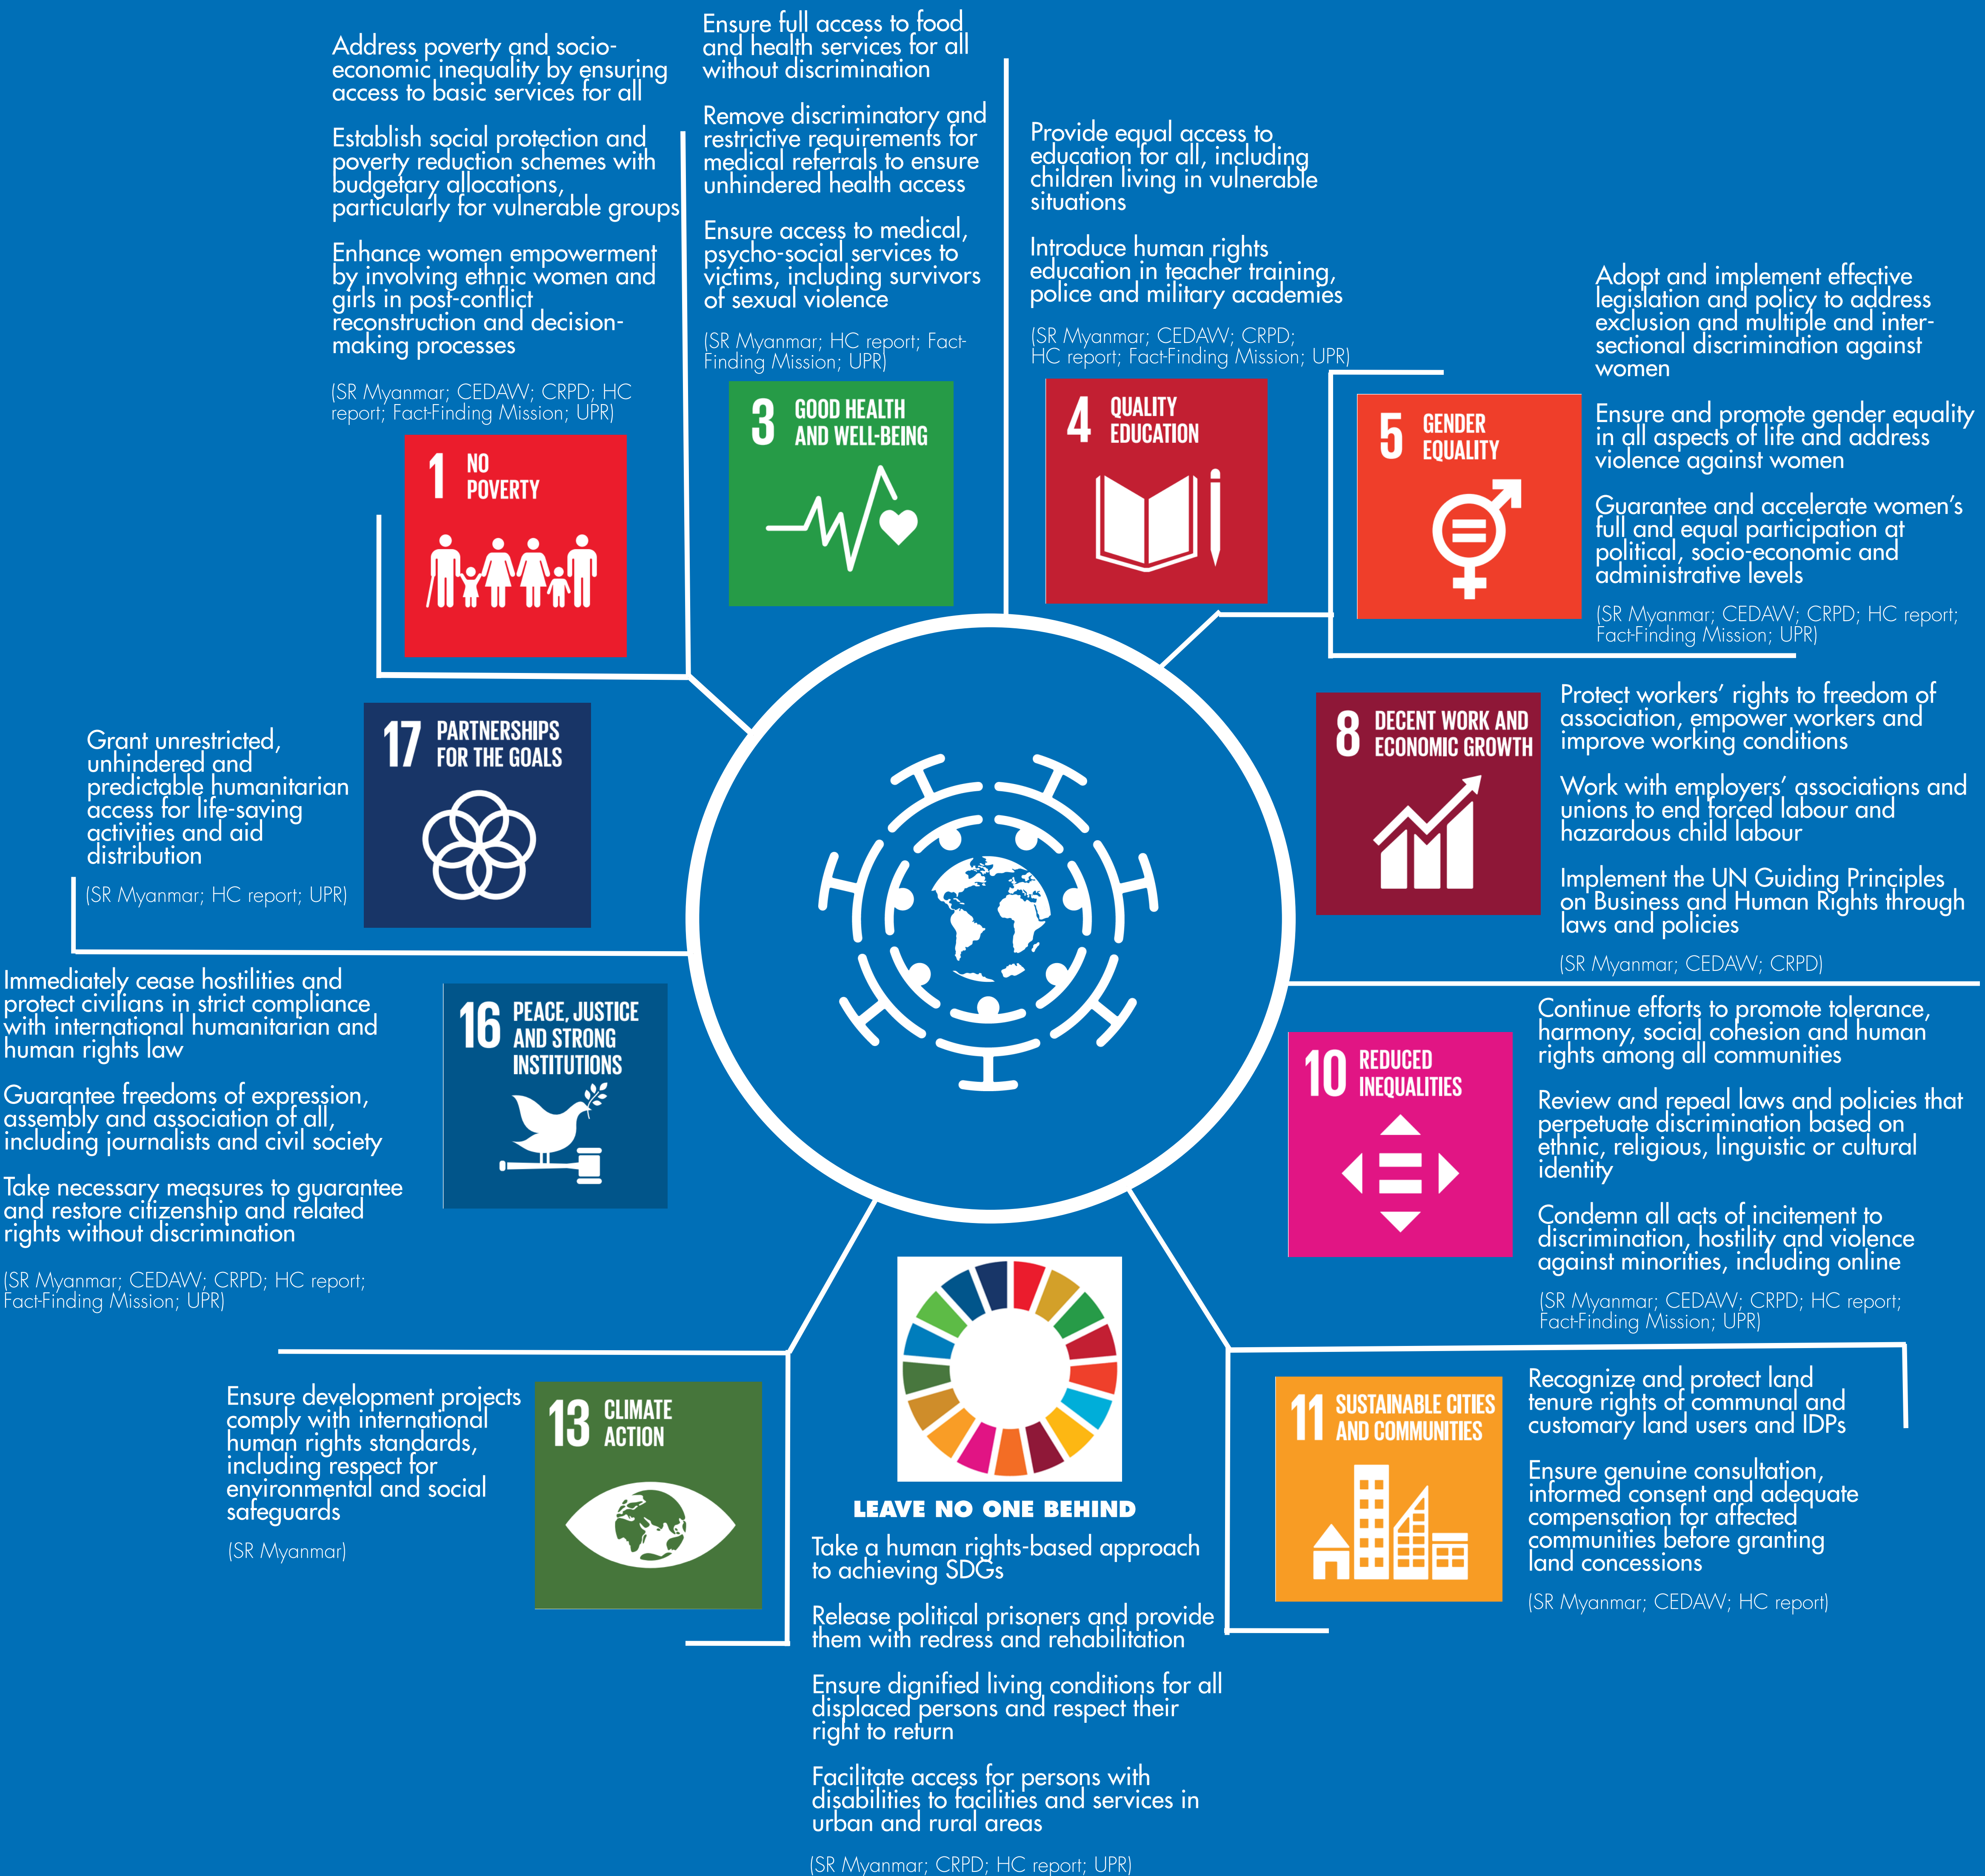 Address poverty and socio-
economic inequality by ensuring
access to basic services for all
Establish social protection and
poverty reduction schemes with
budgetary allocations,
particularly for vulnerable groups
Enhance women empowerment
by involving ethnic women and
girls in post-conflict
reconstruction and decision-
making processes
(SR Myanmar; CEDAW; CRPD; HC
report; Fact-Finding Mission; UPR)
1 NO
POVERTY
Ensure full access to food
and health services for all
without discrimination
Remove discriminatory and
restrictive requirements for
medical referrals to ensure
unhindered health access
Ensure access to medical,
psycho-social services to
victims, including survivors
of sexual violence
(SR Myanmar; HC report; Fact-
Finding Mission; UPR)
3 GOOD HEALTH
AND WELL-BEING
Provide equal access to
education for all, including
children living in vulnerable
situations
Introduce human rights
education in teacher training,
police and military academies
(SR Myanmar; CEDAW; CRPD;
HC report; Fact-Finding Mission; UPR)
4 QUALITY
EDUCATION
5 GENDER
EQUALITY
Adopt and implement effective
legislation and policy to address
exclusion and multiple and inter-
sectional discrimination against
women
Ensure and promote gender equality
in all aspects of life and address
violence against women
Guarantee and accelerate women's
full and equal participation at
political, socio-economic and
administrative levels
(SR Myanmar; CEDAW; CRPD; HC report;
Fact-Finding Mission; UPR)
8 DECENT WORK AND
ECONOMIC GROWTH
Protect workers' rights to freedom of
association, empower workers and
improve working conditions
Work with employers' associations and
unions to end forced labour and
hazardous child labour
Implement the UN Guiding Principles
on Business and Human Rights through
laws and policies
(SR Myanmar; CEDAW; CRPD)
10 REDUCED
INEQUALITIES
Continue efforts to promote tolerance,
harmony, social cohesion and human
rights among all communities
Review and repeal laws and policies that
perpetuate discrimination based on
ethnic, religious, linguistic or cultural
identity
Condemn all acts of incitement to
discrimination, hostility and violence
against minorities, including online
(SR Myanmar; CEDAW; CRPD; HC report;
Fact-Finding Mission; UPR)
11 SUSTAINABLE CITIES
AND COMMUNITIES
Recognize and protect land
tenure rights of communal and
customary land users and IDPs
Ensure genuine consultation,
informed consent and adequate
compensation for affected
communities before granting
land concessions
(SR Myanmar; CEDAW; HC report)
LEAVE NO ONE BEHIND
Take a human rights-based approach
to achieving SDGs
Release political prisoners and provide
them with redress and rehabilitation
Ensure dignified living conditions for all
displaced persons and respect their
right to return
Facilitate access for persons with
disabilities to facilities and services in
urban and rural areas
(SR Myanmar; CRPD; HC report; UPR)
Ensure development projects
comply with international
human rights standards,
including respect for
environmental and social
safeguards
(SR Myanmar)
13 CLIMATE
ACTION
Immediately cease hostilities and
protect civilians in strict compliance
with international humanitarian and
human rights law
Guarantee freedoms of expression,
assembly and association of all,
including journalists and civil society
Take necessary measures to guarantee
and restore citizenship and related
rights without discrimination
(SR Myanmar; CEDAW; CRPD; HC report;
Fact-Finding Mission; UPR)
16 PEACE, JUSTICE
AND STRONG
INSTITUTIONS
Grant unrestricted,
unhindered and
predictable humanitarian
access for life-saving
activities and aid
distribution
(SR Myanmar; HC report; UPR)
17 PARTNERSHIPS
FOR THE GOALS